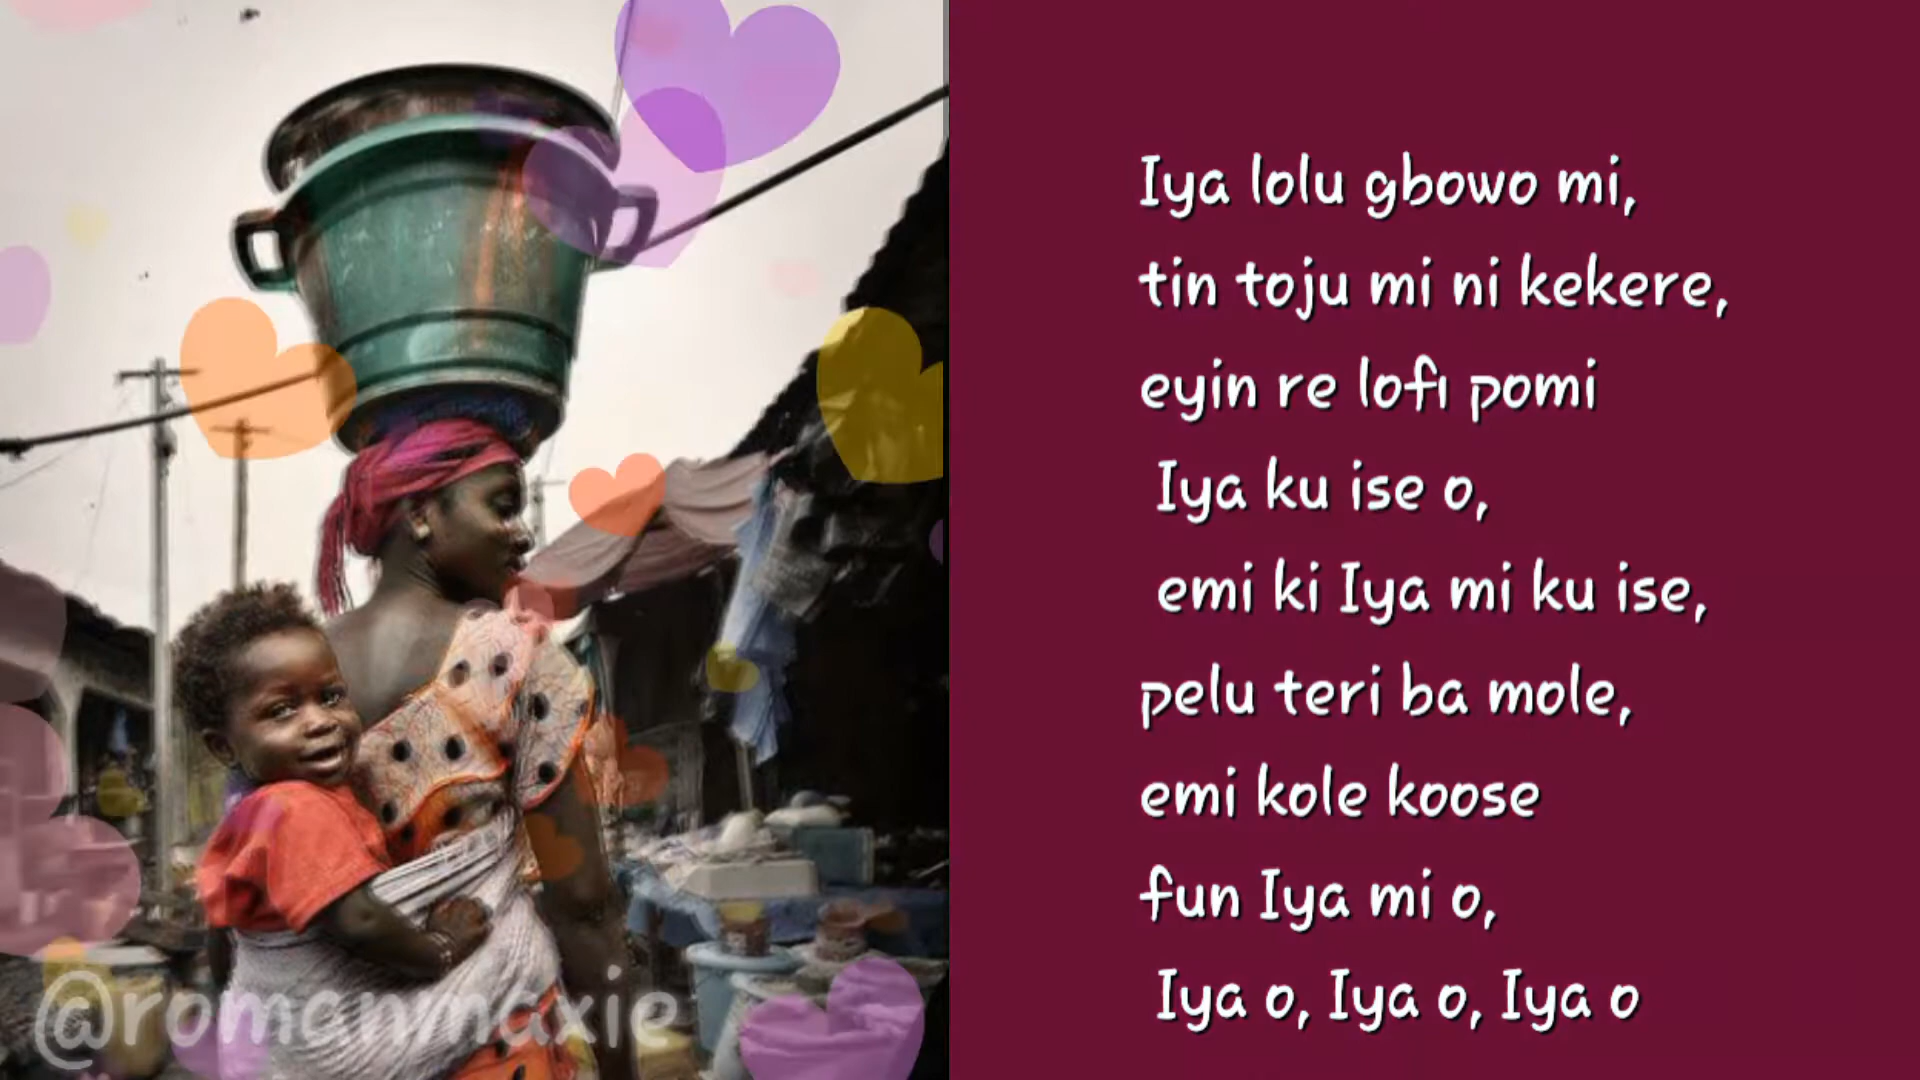 Iya lolu gbowo mi,
tin toju mi ni kekere,
eyin re lofi pomi
Iya ku ise o,
emi ki Iya mi ku ise,
pelu teri ba mole,
emi kole koose
fun Iya mi o,
Iya o, Iya o, Iya o
@romanmaxie